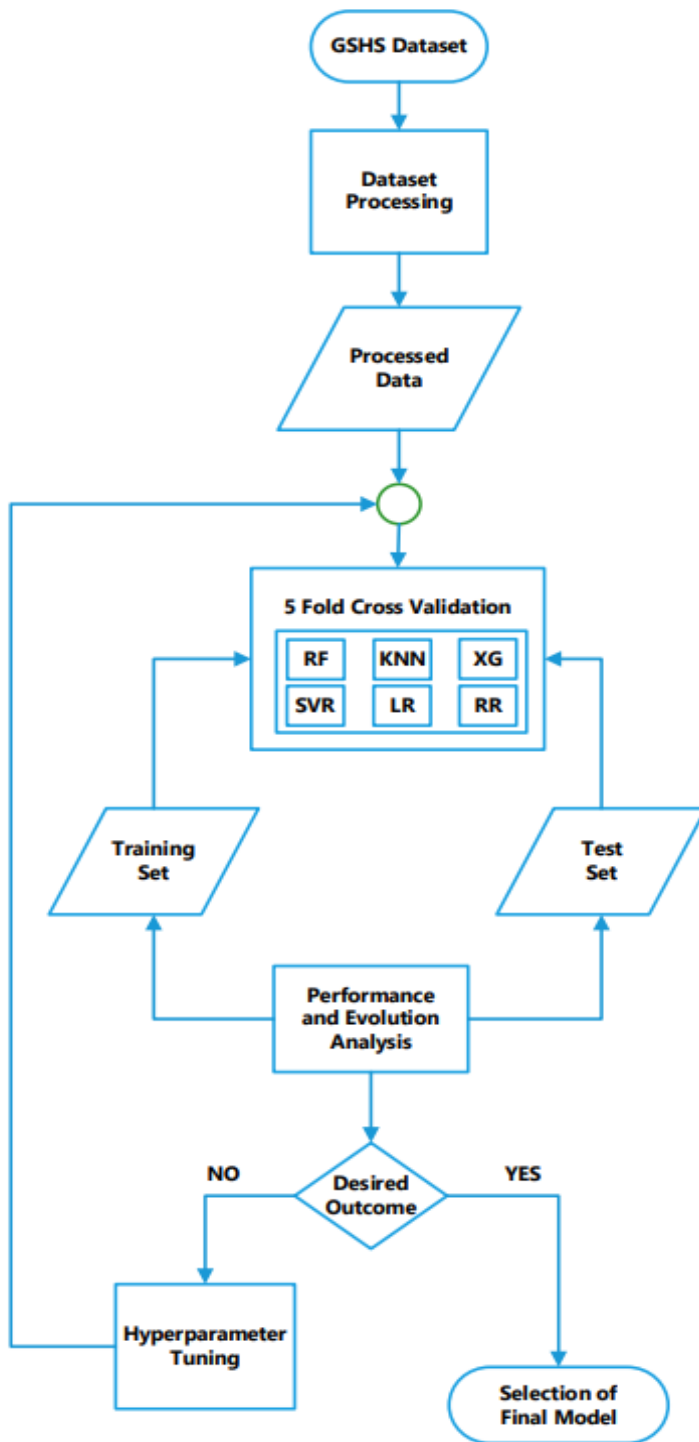 GSHS Dataset
Dataset
Processing
Processed
Data
5 Fold Cross Validation
RF
KNN
XG
SVR
LR
RR
Training
Set
Test
Set
Performance
and Evolution
Analysis
NO
Desired
Outcome
YES
Hyperparameter
Tuning
Selection of
Final Model